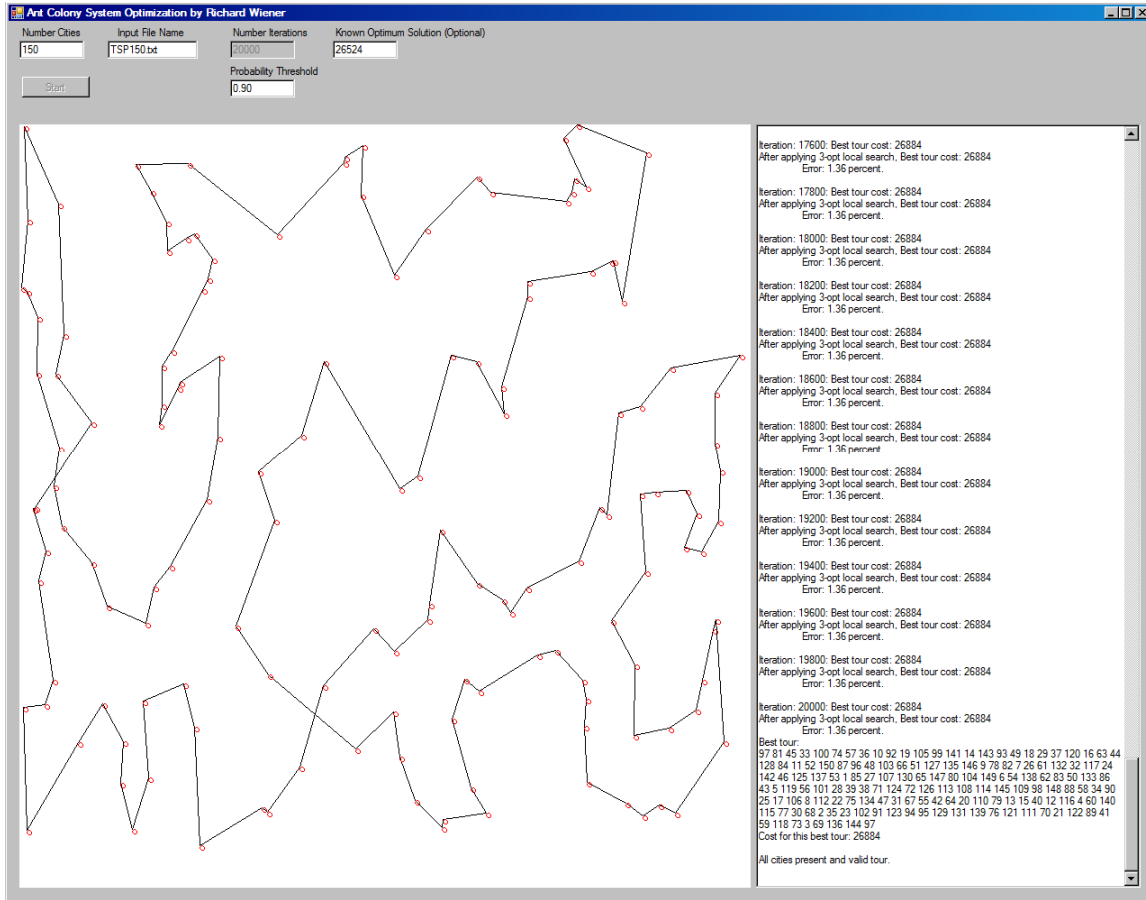 Ant Colony System Optimization by Richard Wiener
Number Cities Input File Name Number Iterations Known Optimum Solution (Optional)
150 TSP150.txt 20000 26524
Probability Threshold
Start 0.90
Iteration: 17600: Best tour cost: 26884
After applying 3-opt local search, Best tour cost: 26884
Error: 1.36 percent.
Iteration: 17800: Best tour cost: 26884
After applying 3-opt local search, Best tour cost: 26884
Error: 1.36 percent.
Iteration: 18000: Best tour cost: 26884
After applying 3-opt local search, Best tour cost: 26884
Error: 1.36 percent.
Iteration: 18200: Best tour cost: 26884
After applying 3-opt local search, Best tour cost: 26884
Error: 1.36 percent.
Iteration: 18400: Best tour cost: 26884
After applying 3-opt local search, Best tour cost: 26884
Error: 1.36 percent.
Iteration: 18600: Best tour cost: 26884
After applying 3-opt local search, Best tour cost: 26884
Error: 1.36 percent.
Iteration: 18800: Best tour cost: 26884
After applying 3-opt local search, Best tour cost: 26884
Error: 1.36 percent.
Iteration: 19000: Best tour cost: 26884
After applying 3-opt local search, Best tour cost: 26884
Error: 1.36 percent.
Iteration: 19200: Best tour cost: 26884
After applying 3-opt local search, Best tour cost: 26884
Error: 1.36 percent.
Iteration: 19400: Best tour cost: 26884
After applying 3-opt local search, Best tour cost: 26884
Error: 1.36 percent.
Iteration: 19600: Best tour cost: 26884
After applying 3-opt local search, Best tour cost: 26884
Error: 1.36 percent.
Iteration: 19800: Best tour cost: 26884
After applying 3-opt local search, Best tour cost: 26884
Error: 1.36 percent.
Iteration: 20000: Best tour cost: 26884
After applying 3-opt local search, Best tour cost: 26884
Error: 1.36 percent.
Best tour:
97 81 45 33 100 74 57 36 10 92 19 105 99 141 14 143 93 49 18 29 37 120 16 63 44
128 84 11 52 150 87 96 48 103 66 51 127 135 146 9 78 82 7 26 61 132 32 117 24
142 46 125 137 53 1 85 27 107 130 65 147 80 104 149 6 54 138 62 83 50 133 86
43 5 119 56 101 28 39 38 71 124 72 126 113 108 114 145 109 98 148 88 58 34 90
25 17 106 8 112 22 75 134 47 31 67 55 42 64 20 110 79 13 15 40 12 116 4 60 140
115 77 30 68 2 35 23 102 91 123 94 95 129 131 139 76 121 111 70 21 122 89 41
59 118 73 3 69 136 144 97
Cost for this best tour: 26884
All cities present and valid tour.